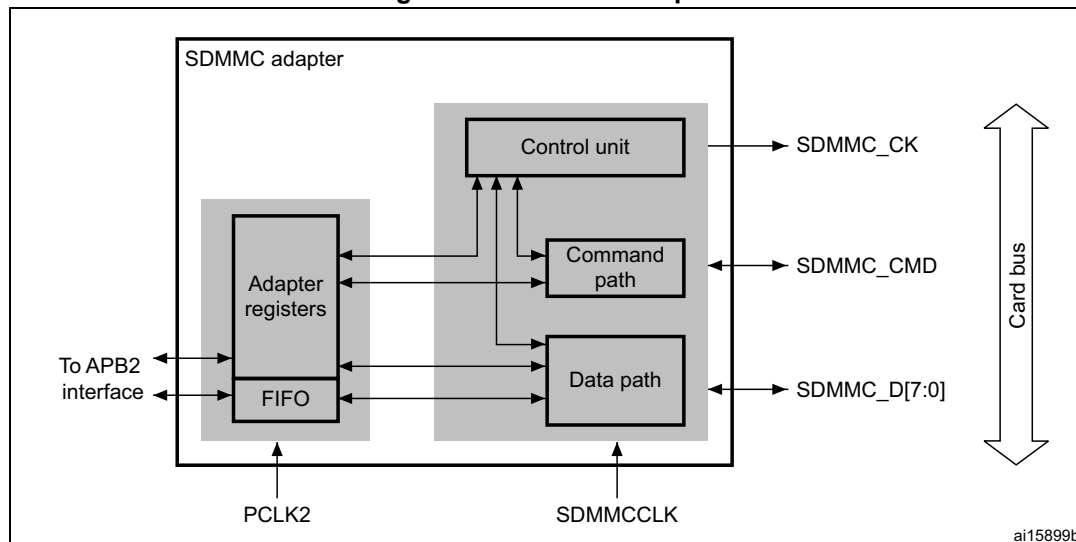 SDMMC adapter
Control unit
SDMMC_CK
Card bus
Adapter
registers
Command
path
SDMMC_CMD
To APB2
interface
FIFO
Data path
SDMMC_D[7:0]
PCLK2
SDMMCCLK
ai15899b